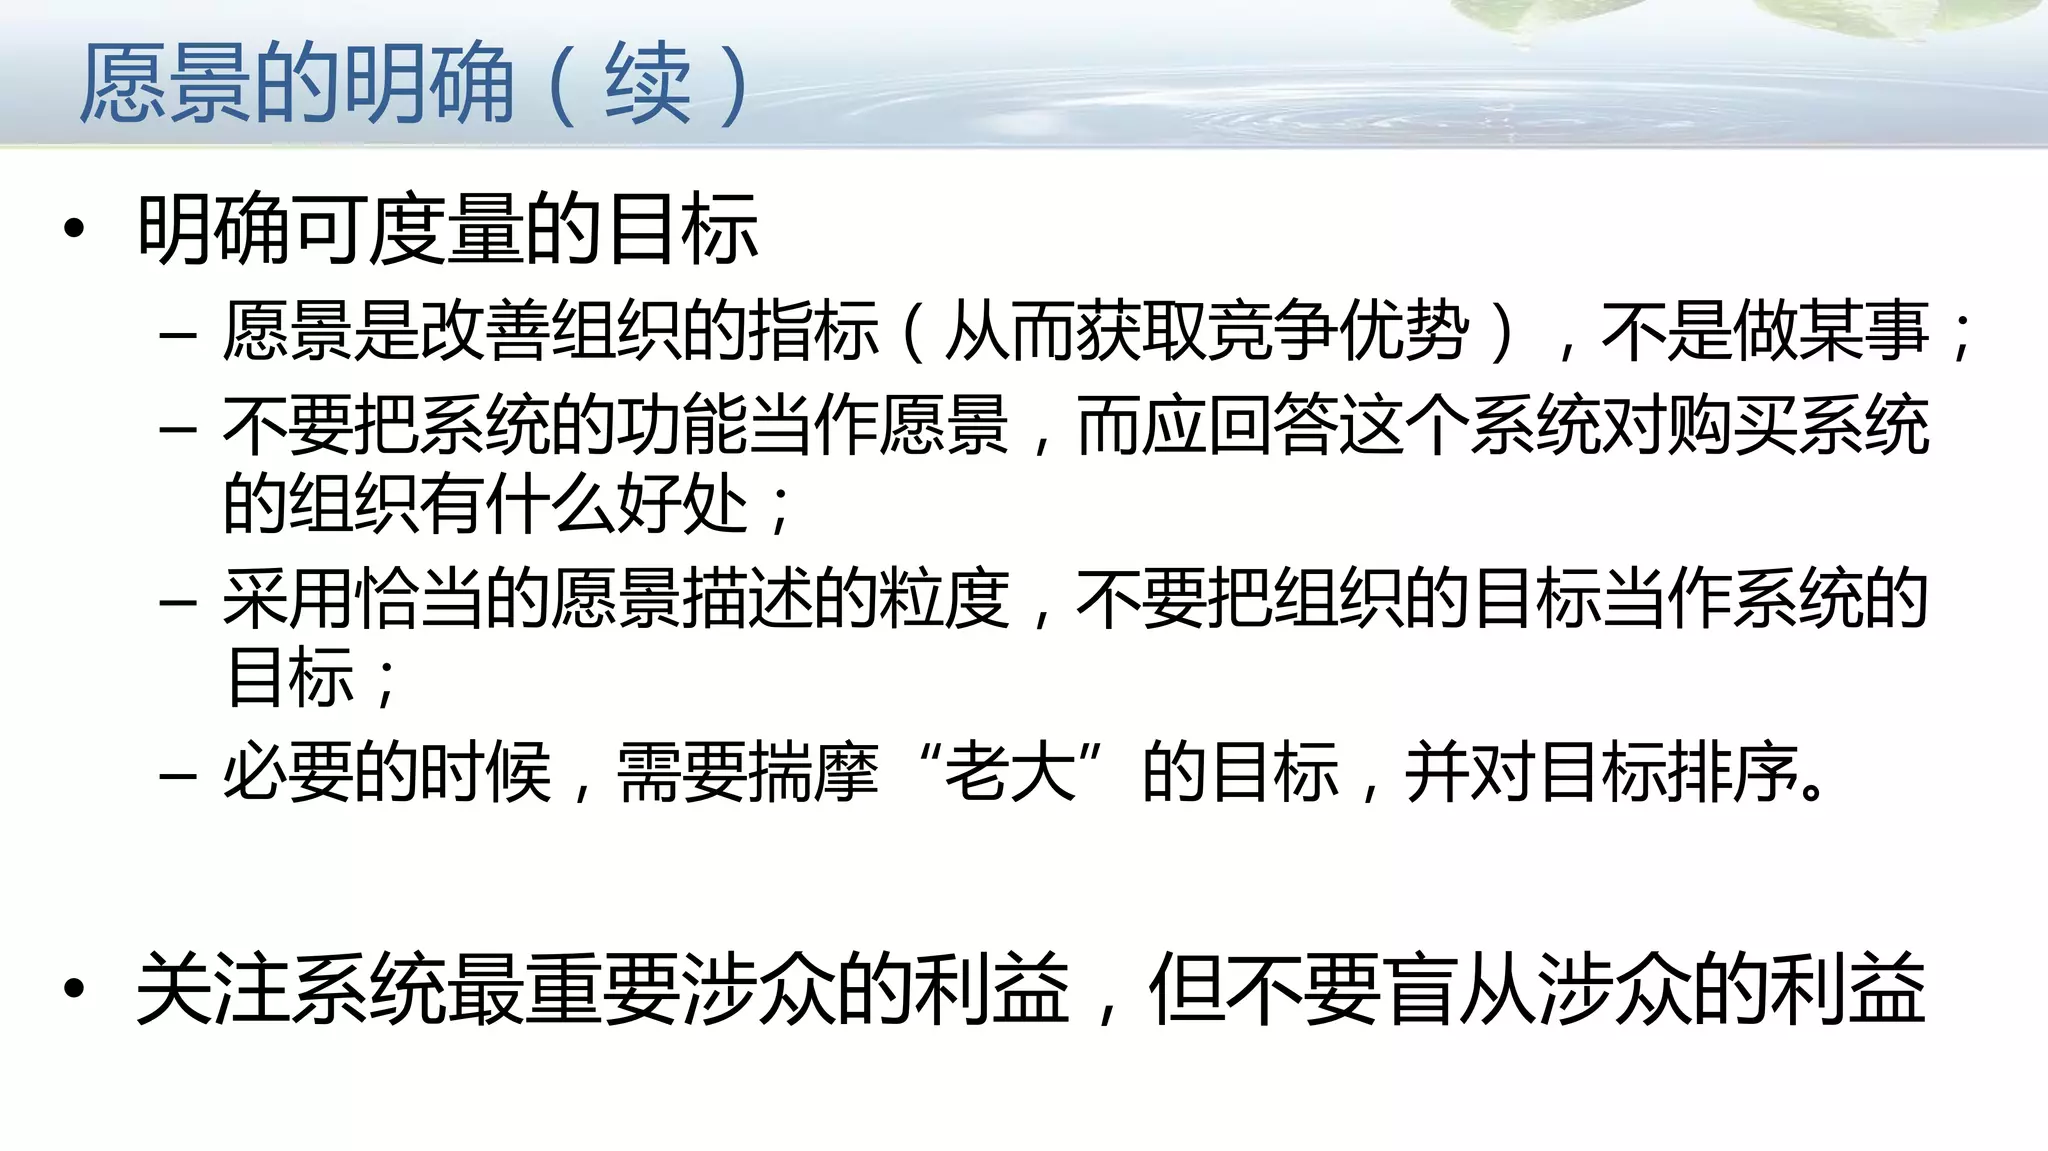 愿景的明确（续）
• 明确可度量的目标
– 愿景是改善组织的指标（从而获取竞争优势），不是做某事；
– 不要把系统的功能当作愿景，而应回答这个系统对购买系统
的组织有什么好处；
– 采用恰当的愿景描述的粒度，不要把组织的目标当作系统的
目标；
– 必要的时候，需要揣摩“老大”的目标，并对目标排序。
• 关注系统最重要涉众的利益，但不要盲从涉众的利益